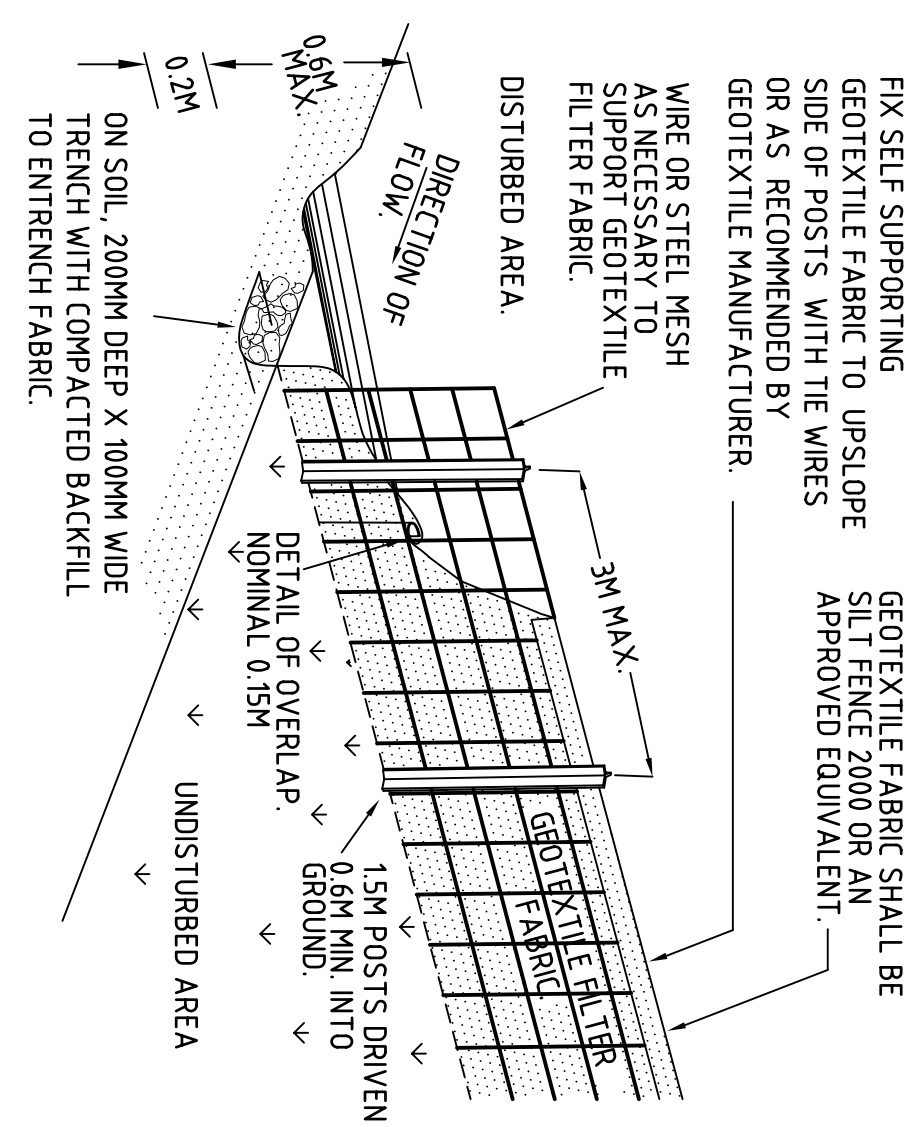 FIX SELF SUPPORTING
GEOTEXTILE FABRIC TO UPSLOPE
SIDE OF POSTS WITH TIE WIRES
OR AS RECOMMENDED BY
GEOTEXTILE MANUFACTURER.
GEOTEXTILE FABRIC SHALL BE
SILT FENCE 2000 OR AN
APPROVED EQUIVALENT.
WIRE OR STEEL MESH
AS NECESSARY TO
SUPPORT GEOTEXTILE
FILTER FABRIC.
3M MAX.
DISTURBED AREA.
DIRECTION OF
FLOW.
GEOTEXTILE FILTER
FABRIC.
0.6M
MAX.
0.2M
DETAIL OF OVERLAP.
NOMINAL 0.15M
1.5M POSTS DRIVEN
0.6M MIN. INTO
GROUND.
UNDISTURBED AREA
ON SOIL, 200MM DEEP X 100MM WIDE
TRENCH WITH COMPACTED BACKFILL
TO ENTRENCH FABRIC.